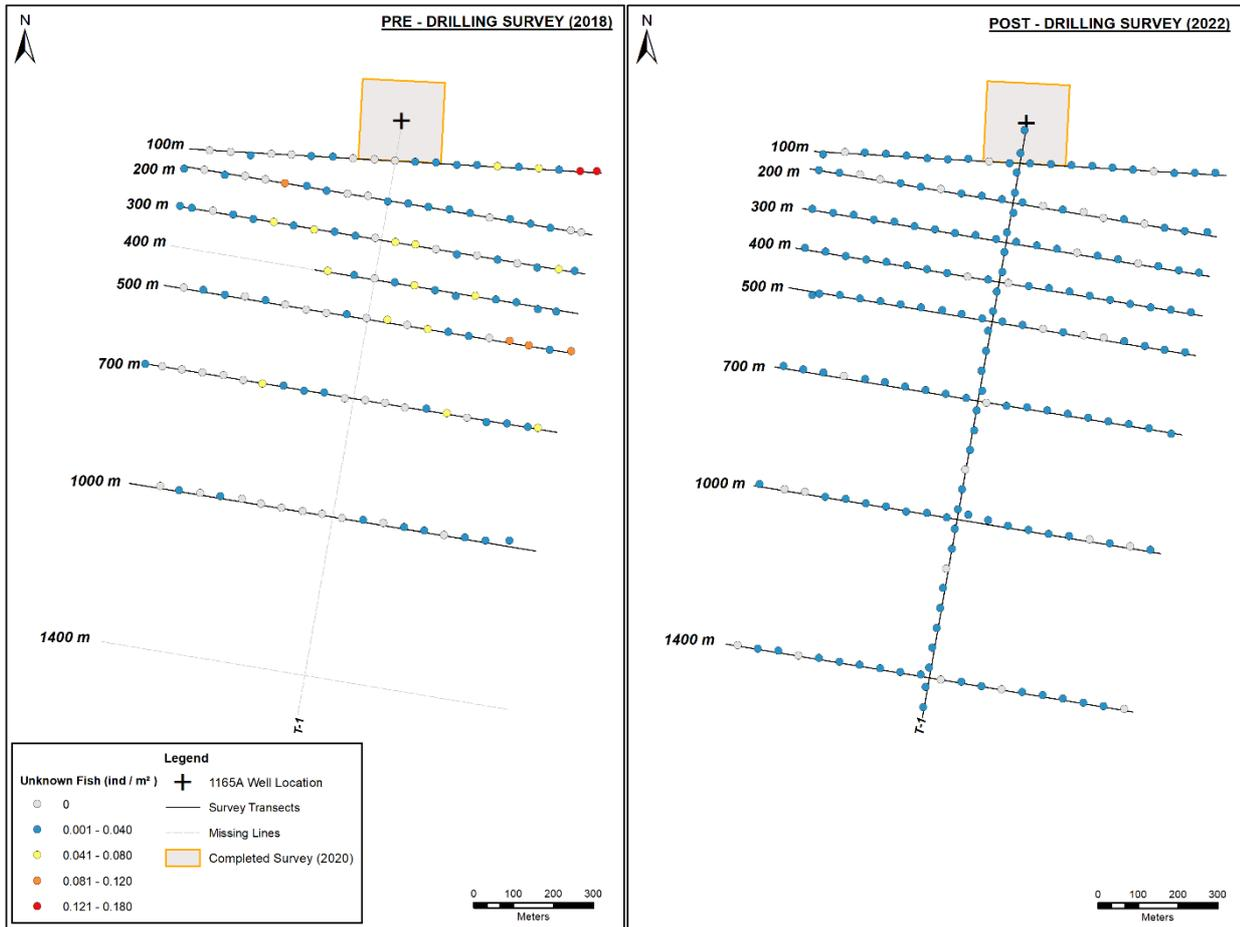 PRE - DRILLING SURVEY (2018)
N
100m
200 m
300 m
400 m
500 m
700 m
1000 m
1400 m
T-1
Legend
Unknown Fish (ind / m² )
0
0.001 - 0.040
0.041 - 0.080
0.081 - 0.120
0.121 - 0.180
1165A Well Location
Survey Transects
Missing Lines
Completed Survey (2020)
0 100 200 300
Meters
POST - DRILLING SURVEY (2022)
N
100m
200 m
300 m
400 m
500 m
700 m
1000 m
1400 m
T-1
0 100 200 300
Meters